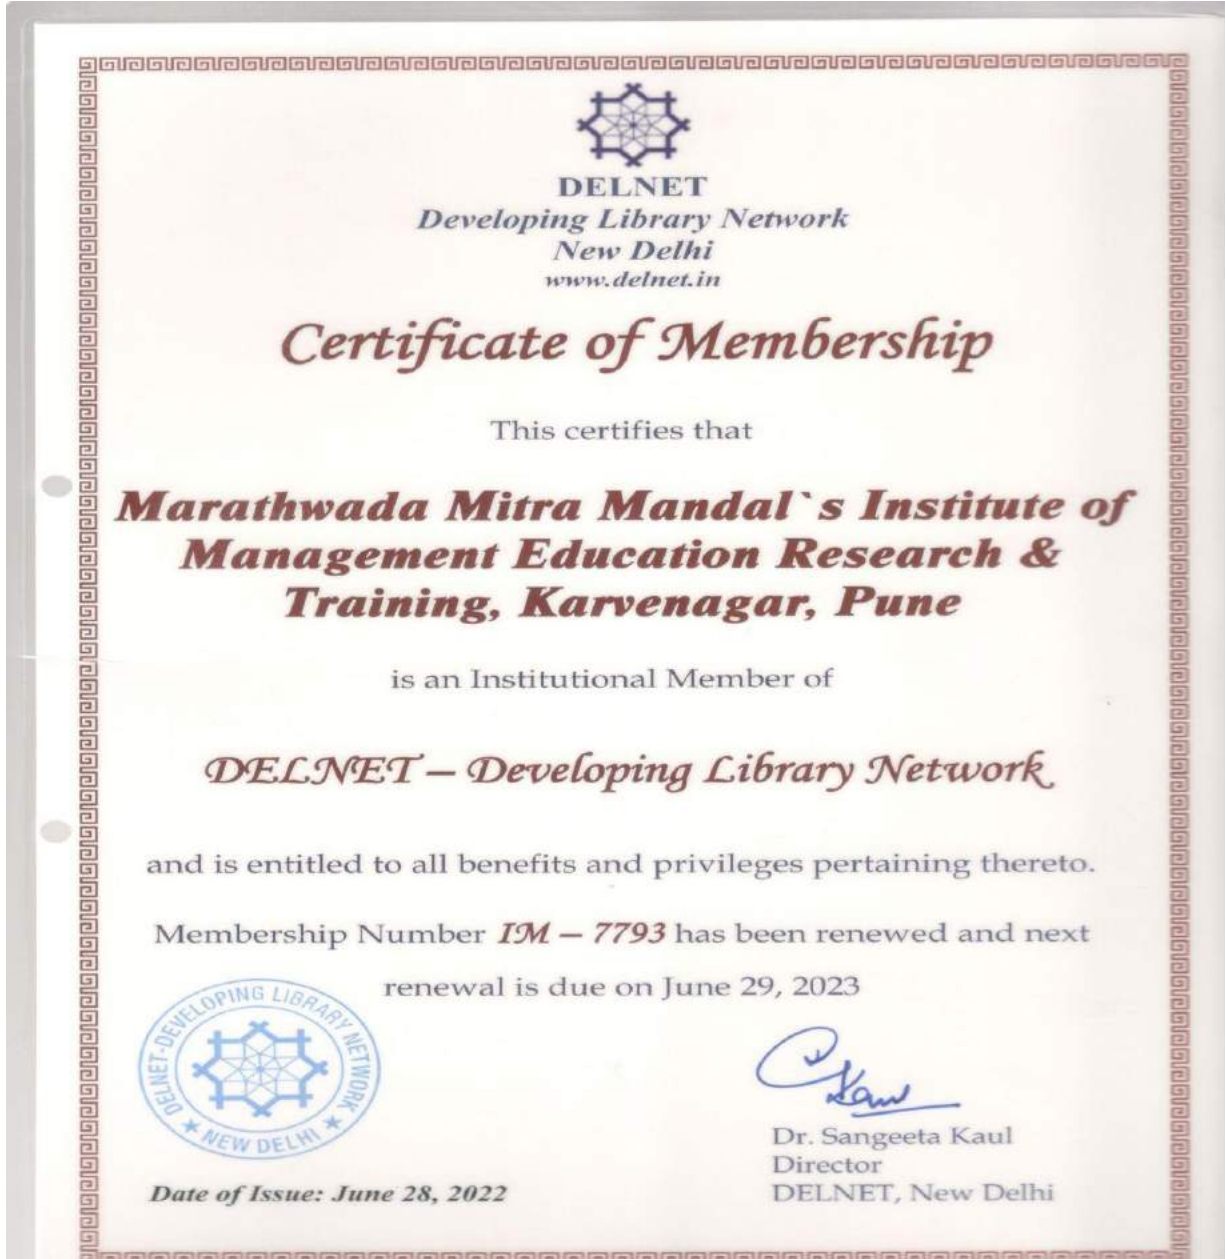 DELNET
Developing Library Network
New Delhi
www.delnet.in
Certificate of Membership
This certifies that
Marathwada Mitra Mandal`s Institute of
Management Education Research &
Training, Karvenagar, Pune
is an Institutional Member of
DELNET – Developing Library Network
and is entitled to all benefits and privileges pertaining thereto.
Membership Number IM – 7793 has been renewed and next
renewal is due on June 29, 2023
DELNET-DEVELOPING LIBRARY NETWORK
★ NEW DELHI ★
Kaul
Dr. Sangeeta Kaul
Director
DELNET, New Delhi
Date of Issue: June 28, 2022